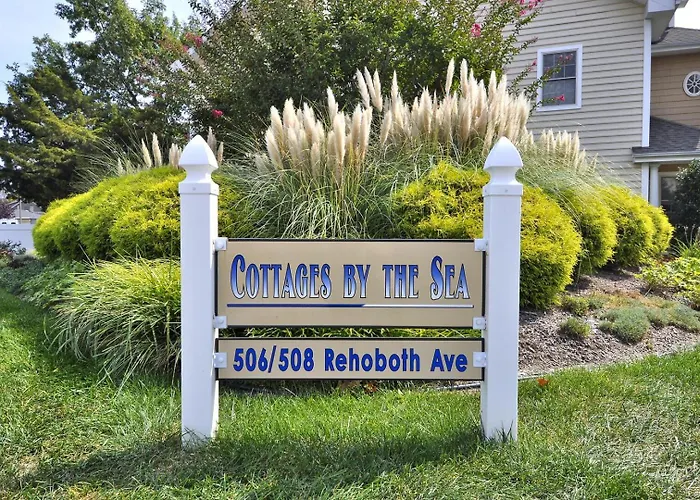 Cottages by the Sea
506/508 Rehoboth Ave